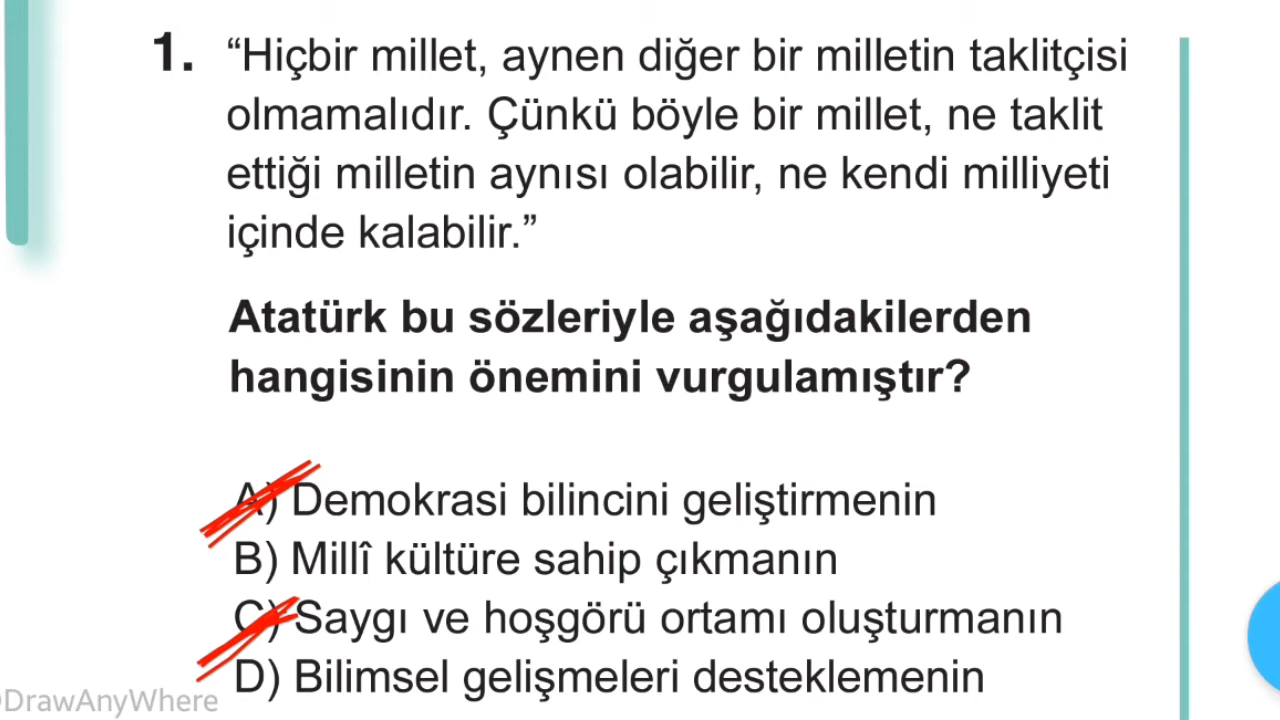 1. “Hiçbir millet, aynen diğer bir milletin taklitçisi
olmamalıdır. Çünkü böyle bir millet, ne taklit
ettiği milletin aynısı olabilir, ne kendi milliyeti
içinde kalabilir.”
Atatürk bu sözleriyle aşağıdakilerden
hangisinin önemini vurgulamıştır?
A) Demokrasi bilincini geliştirmenin
B) Millî kültüre sahip çıkmanın
C) Saygı ve hoşgörü ortamı oluşturmanın
D) Bilimsel gelişmeleri desteklemenin
DrawAnyWhere